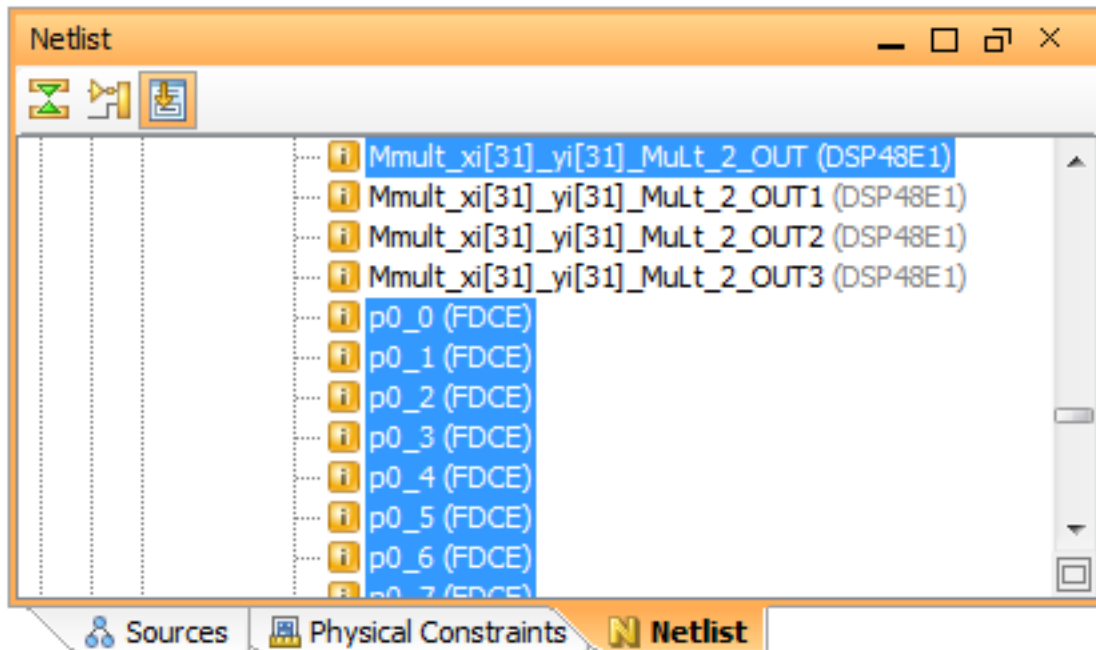 Netlist
Mmult_xi[31]_yi[31]_MuLt_2_OUT (DSP48E1)
Mmult_xi[31]_yi[31]_MuLt_2_OUT1 (DSP48E1)
Mmult_xi[31]_yi[31]_MuLt_2_OUT2 (DSP48E1)
Mmult_xi[31]_yi[31]_MuLt_2_OUT3 (DSP48E1)
p0_0 (FDCE)
p0_1 (FDCE)
p0_2 (FDCE)
p0_3 (FDCE)
p0_4 (FDCE)
p0_5 (FDCE)
p0_6 (FDCE)
p0_7 (FDCE)
Sources Physical Constraints Netlist